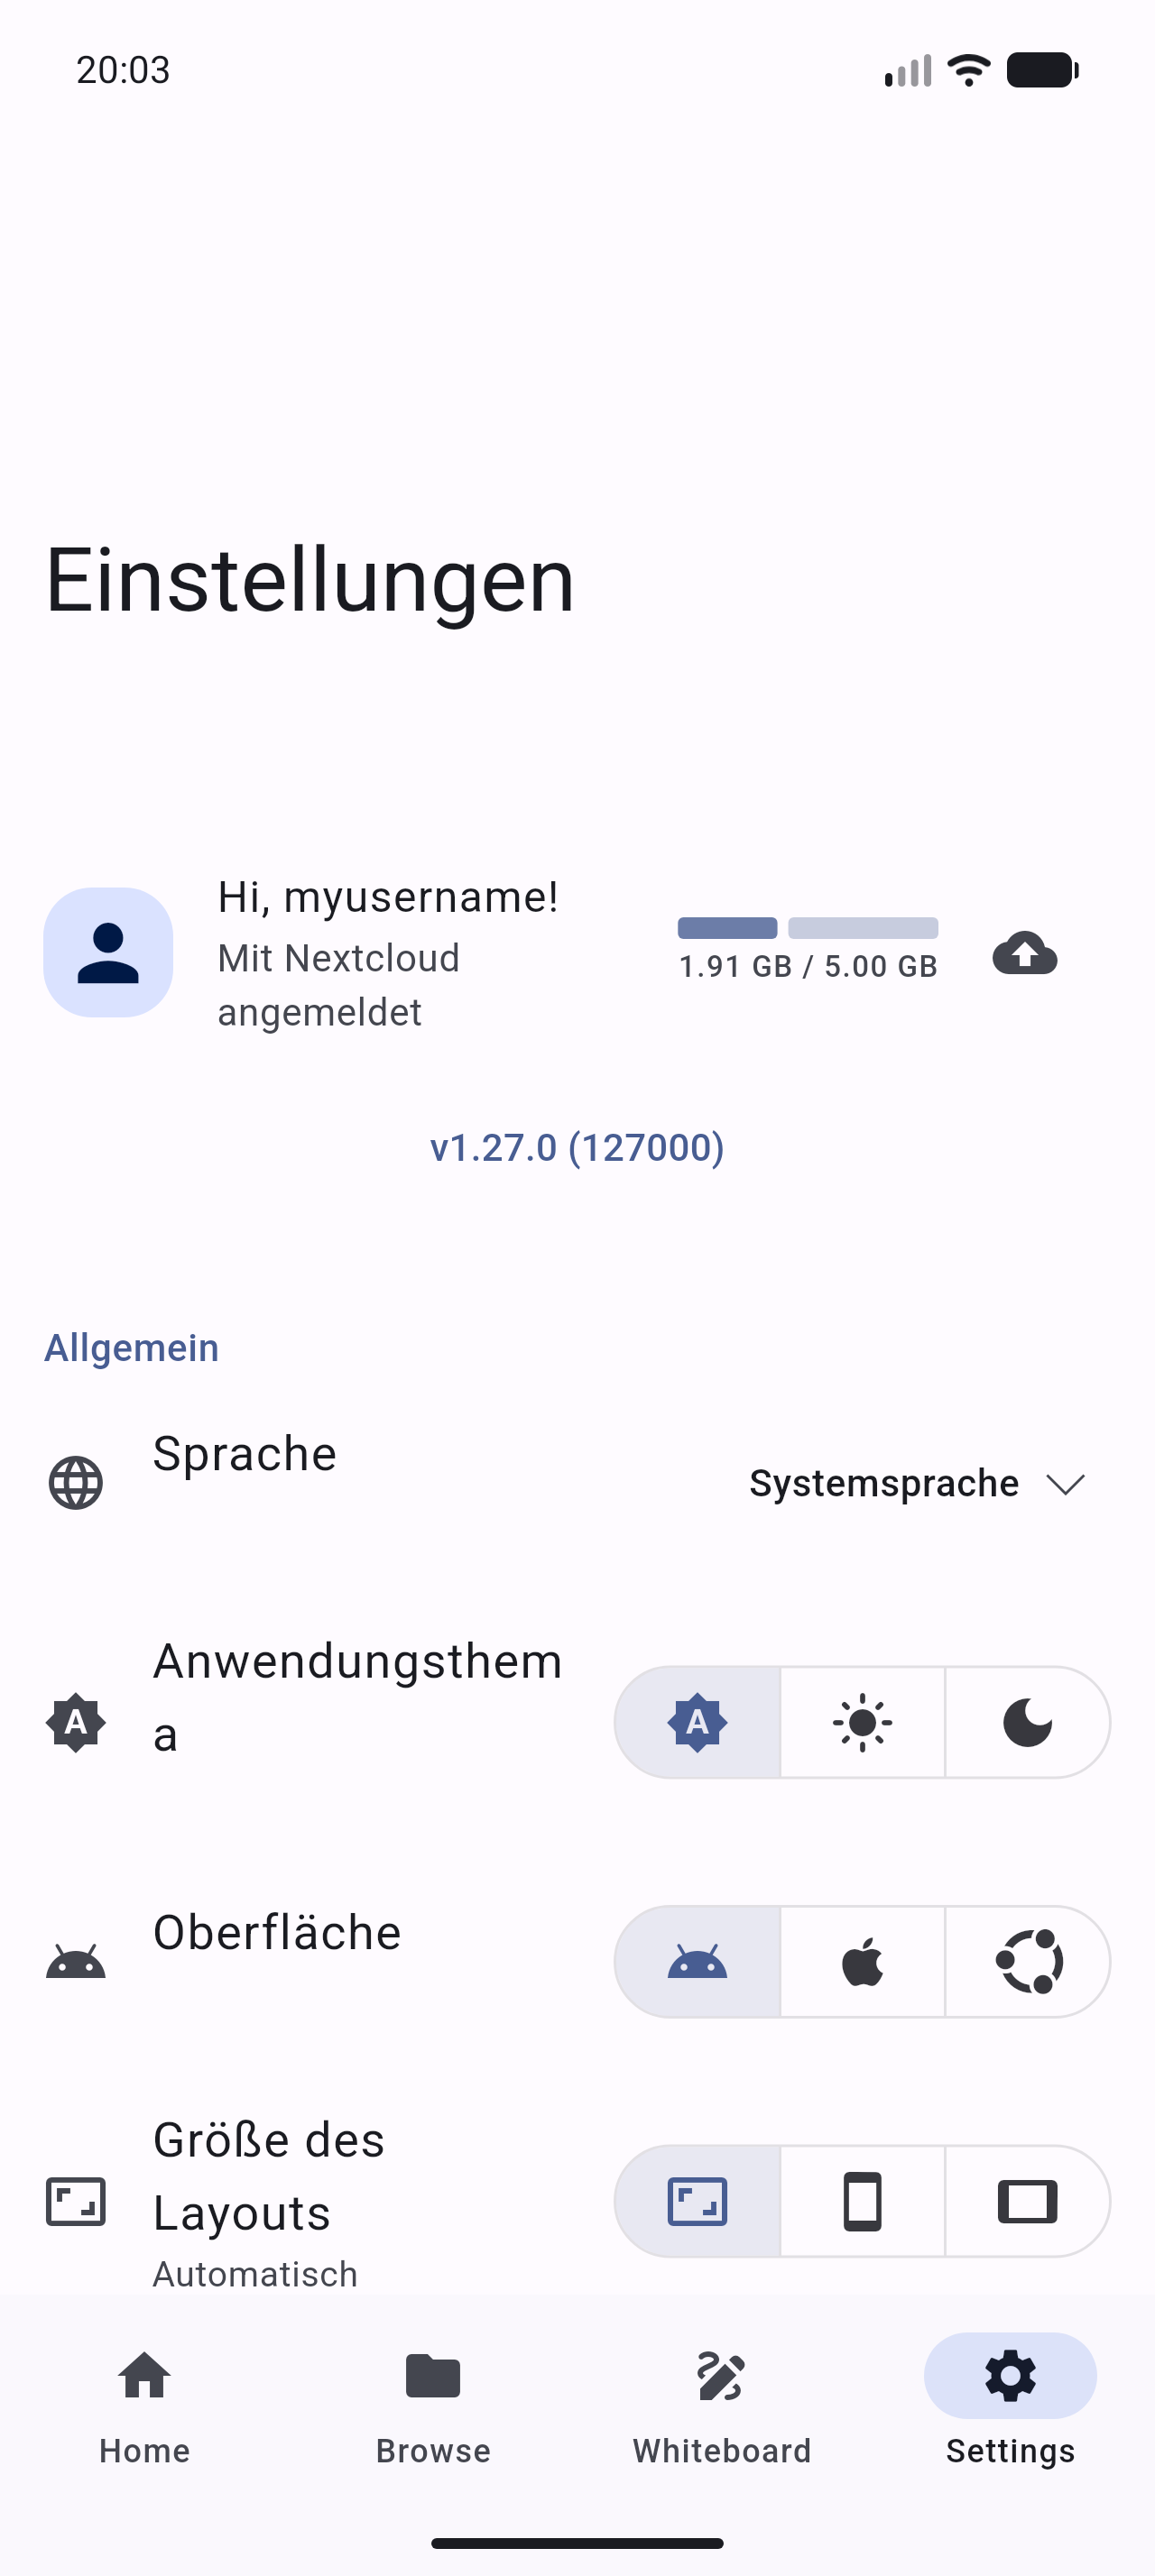 20:03
Einstellungen
Hi, myusername!
Mit Nextcloud
angemeldet
1.91 GB / 5.00 GB
v1.27.0 (127000)
Allgemein
Sprache
Systemsprache
Anwendungsthem
a
A
A
Oberfläche
Größe des
Layouts
Automatisch
Home
Browse
Whiteboard
Settings